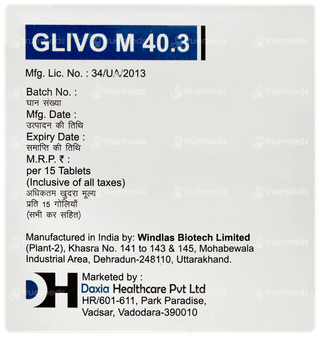 GLIVO M 40.3
Mfg. Lic. No. : 34/UA/2013
Batch No. :
घान संख्या
Mfg. Date :
उत्पादन की तिथि
Expiry Date :
समाप्ति की तिथि
M.R.P. ₹ :
per 15 Tablets
(Inclusive of all taxes)
अधिकतम खुदरा मूल्य
प्रति 15 गोलियाँ
(सभी कर सहित)
Manufactured in India by: Windlas Biotech Limited
(Plant-2), Khasra No. 141 to 143 & 145, Mohabewala
Industrial Area, Dehradun-248110, Uttarakhand.
DH
Marketed by :
Daxia Healthcare Pvt Ltd
HR/601-611, Park Paradise,
Vadsar, Vadodara-390010
truemeds